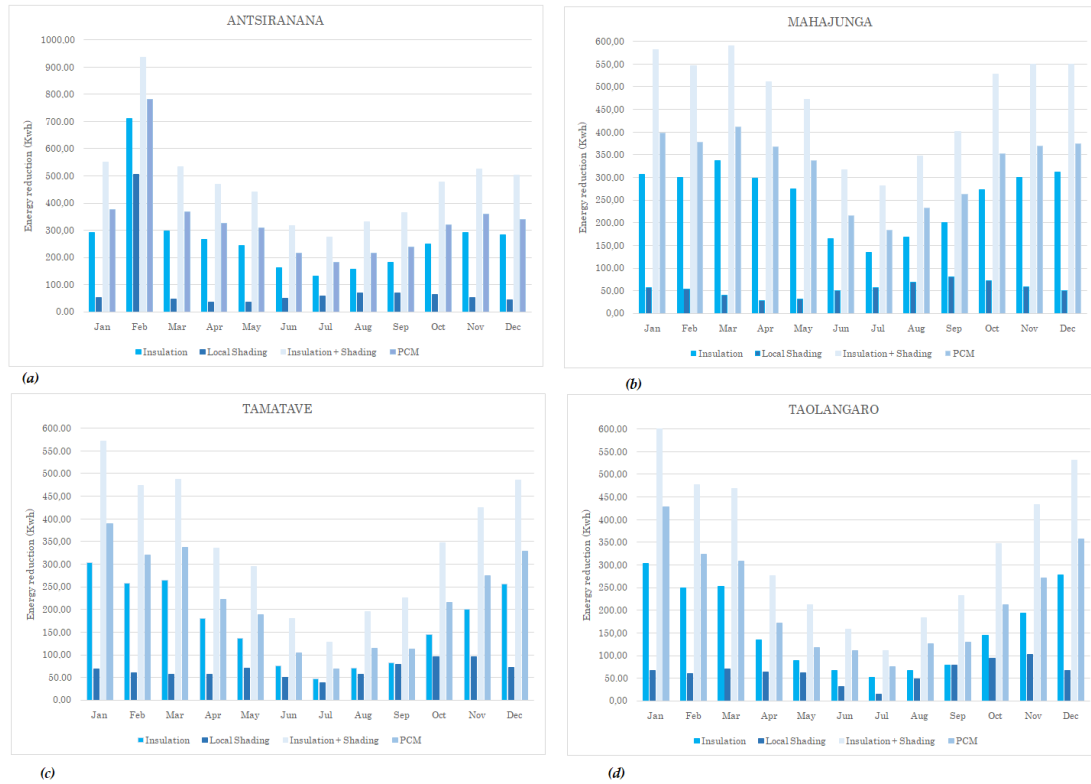 ANTSIRANANA
Energy reduction (Kwh)
1000,00
900,00
800,00
700,00
600,00
500,00
400,00
300,00
200,00
100,00
0.00
Jan Feb Mar Apr May Jun Jul Aug Sep Oct Nov Dec
Insulation Local Shading Insulation + Shading PCM
(a)
MAHAJUNGA
Energy reduction (Kwh)
600,00
550,00
500,00
450,00
400,00
350,00
300,00
250,00
200,00
150,00
100,00
50,00
0,00
Jan Feb Mar Apr May Jun Jul Aug Sep Oct Nov Dec
Insulation Local Shading Insulation + Shading PCM
(b)
TAMATAVE
Energy reduction (Kwh)
600,00
550,00
500,00
450,00
400,00
350,00
300,00
250,00
200,00
150,00
100,00
50,00
0,00
Jan Feb Mar Apr May Jun Jul Aug Sep Oct Nov Dec
Insulation Local Shading Insulation + Shading PCM
(c)
TAOLANGARO
Energy reduction (Kwh)
600,00
550,00
500,00
450,00
400,00
350,00
300,00
250,00
200,00
150,00
100,00
50,00
0,00
Jan Feb Mar Apr May Jun Jul Aug Sep Oct Nov Dec
Insulation Local Shading Insulation + Shading PCM
(d)